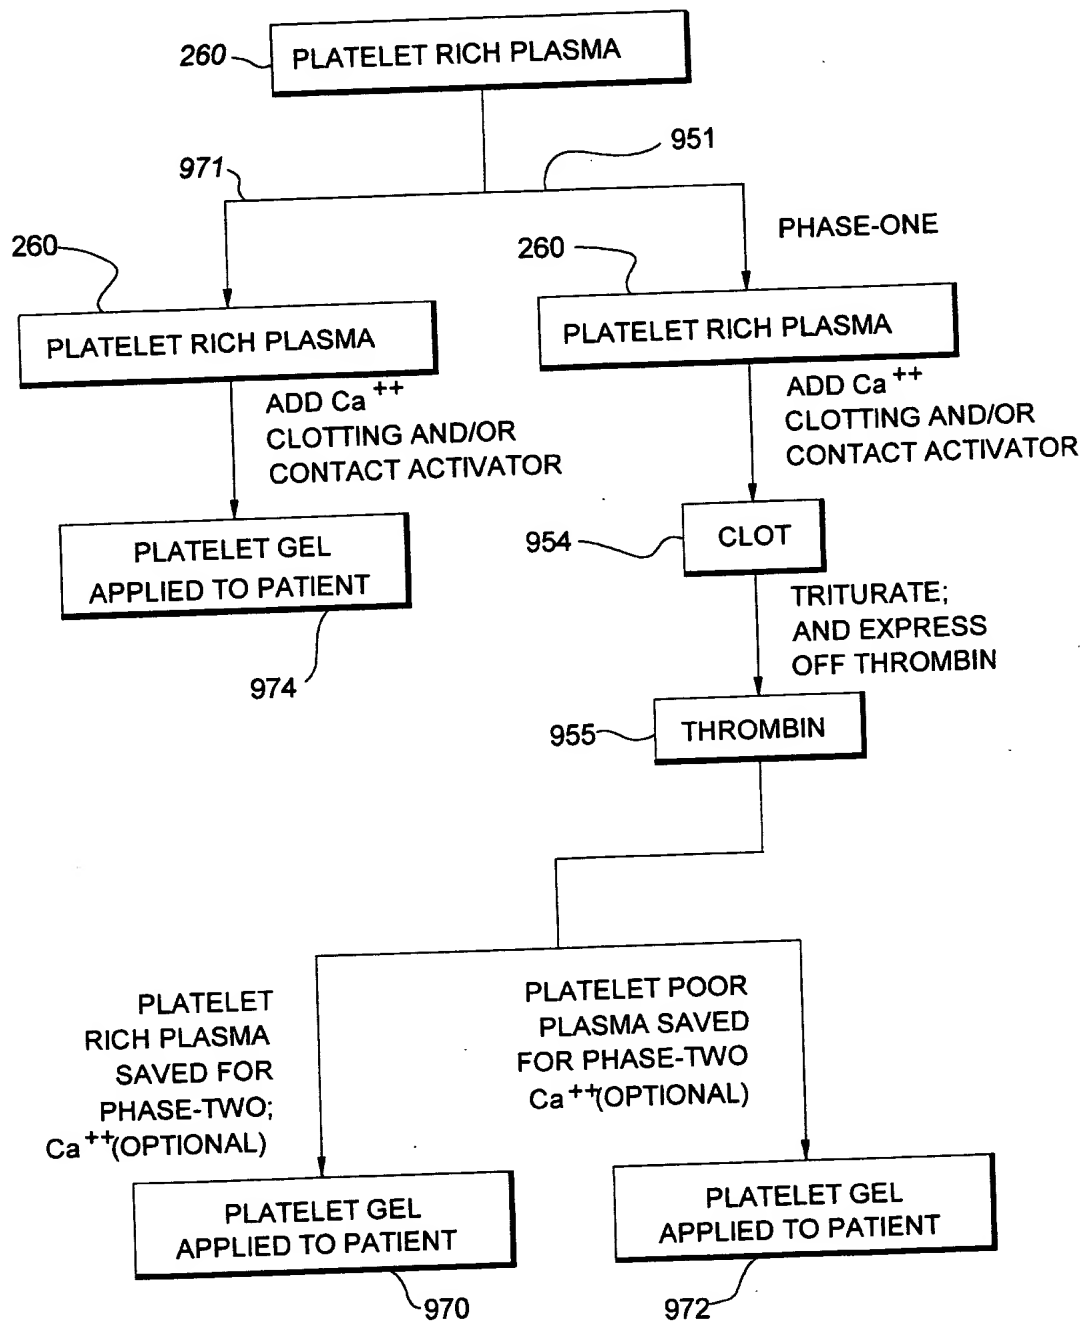 260
PLATELET RICH PLASMA
971
951
PHASE-ONE
260
PLATELET RICH PLASMA
ADD Ca++
CLOTTING AND/OR
CONTACT ACTIVATOR
PLATELET GEL
APPLIED TO PATIENT
974
260
PLATELET RICH PLASMA
ADD Ca++
CLOTTING AND/OR
CONTACT ACTIVATOR
954
CLOT
TRITURATE;
AND EXPRESS
OFF THROMBIN
955
THROMBIN
PLATELET
RICH PLASMA
SAVED FOR
PHASE-TWO;
Ca++(OPTIONAL)
PLATELET GEL
APPLIED TO PATIENT
970
PLATELET POOR
PLASMA SAVED
FOR PHASE-TWO
Ca++(OPTIONAL)
PLATELET GEL
APPLIED TO PATIENT
972